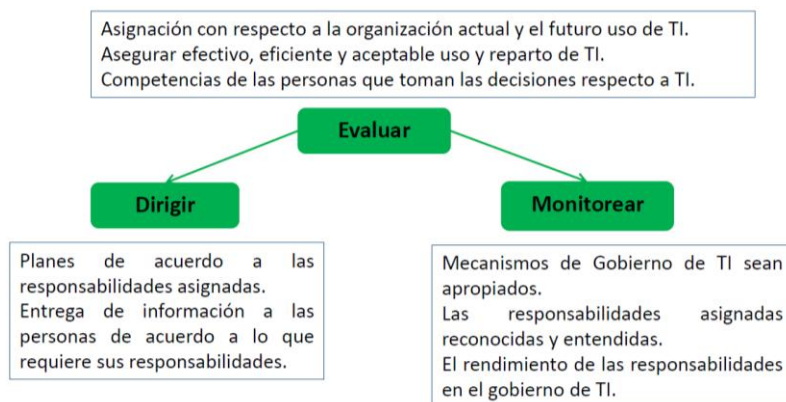 Asignación con respecto a la organización actual y el futuro uso de TI.
Asegurar efectivo, eficiente y aceptable uso y reparto de TI.
Competencias de las personas que toman las decisiones respecto a TI.
Evaluar
Dirigir
Monitorear
Planes de acuerdo a las
responsabilidades asignadas.
Entrega de información a las
personas de acuerdo a lo que
requiere sus responsabilidades.
Mecanismos de Gobierno de TI sean
apropiados.
Las responsabilidades asignadas
reconocidas y entendidas.
El rendimiento de las responsabilidades
en el gobierno de TI.